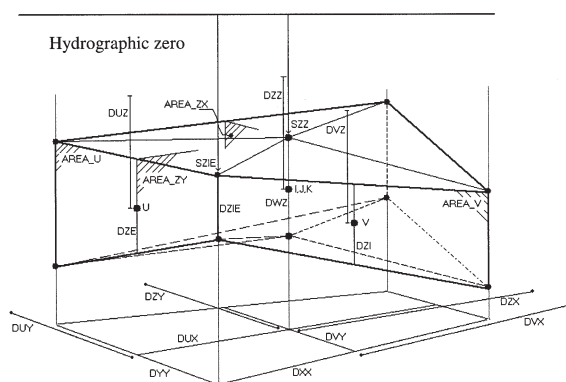 Hydrographic zero
DUZ
AREA_ZX
DZZ
SZZ
DVZ
AREA_U
AREA_ZY
SZIE
I,J,K
U
DZIE
DWZ
AREA_V
V
DZE
DZI
DZY
DZX
DUY
DUX
DVY
DVX
DYY
DXX